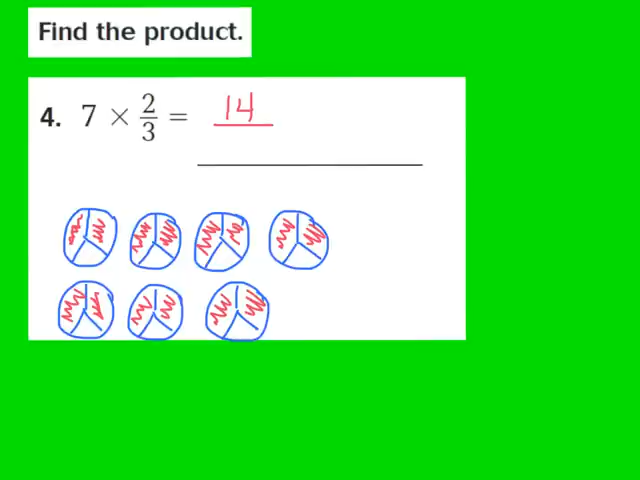 Find the product.
4. 7 × 2/3 = 14